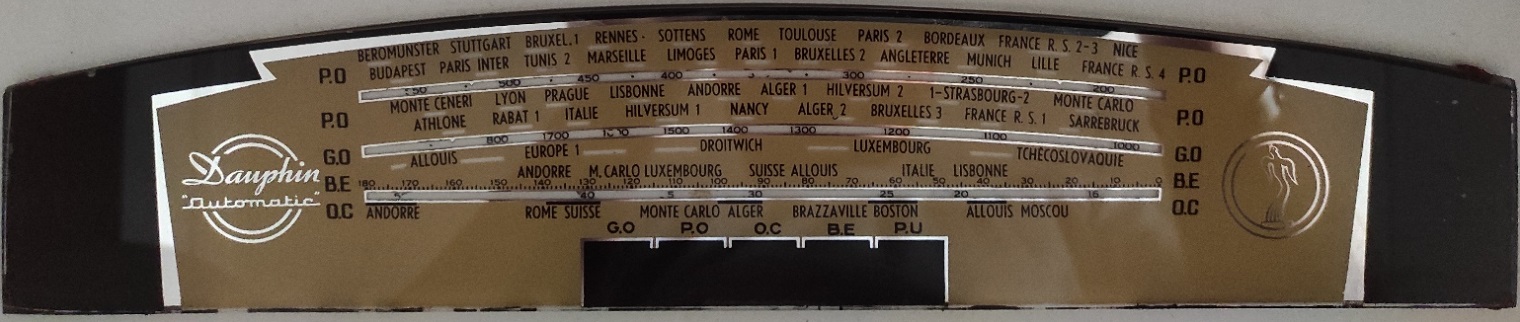 BEROMUNSTER STUTTGART BRUXEL.1 RENNES- SOTTENS ROME TOULOUSE PARIS 2 BORDEAUX FRANCE R.S. 2-3 NICE
P.O BUDAPEST PARIS INTER TUNIS 2 MARSEILLE LIMOGES PARIS 1 BRUXELLES 2 ANGLETERRE MUNICH LILLE FRANCE R.S. 4 P.O
500 450 400 300 250 200
MONTE CENERI LYON PRAGUE LISBONNE ANDORRE ALGER 1 HILVERSUM 2 1-STRASBOURG-2 MONTE CARLO
P.O ATHLONE RABAT 1 ITALIE HILVERSUM 1 NANCY ALGER 2 BRUXELLES 3 FRANCE R.S. 1 SARREBRUCK P.O
1700 1500 1400 1300 1200 1100 1000
G.O ALLOUIS EUROPE 1 DROITWICH LUXEMBOURG TCHÉCOSLOVAQUIE G.O
ANDORRE M.CARLO LUXEMBOURG SUISSE ALLOUIS ITALIE LISBONNE
B.E 180 170 160 150 140 130 120 110 100 90 80 70 60 50 40 30 20 10 0 B.E
40 30 25 20 16
O.C ANDORRE ROME SUISSE MONTE CARLO ALGER BRAZZAVILLE BOSTON ALLOUIS MOSCOU O.C
Dauphin
"Automatic"
G.O P.O O.C B.E P.U